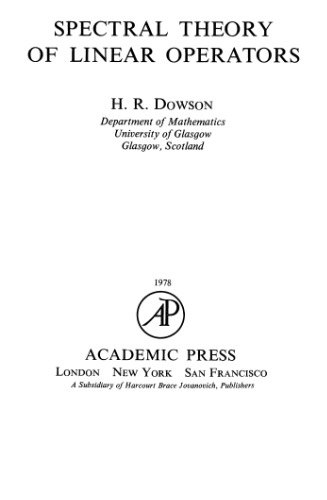 SPECTRAL THEORY
OF LINEAR OPERATORS
H. R. DOWSON
Department of Mathematics
University of Glasgow
Glasgow, Scotland
1978
AP
ACADEMIC PRESS
LONDON NEW YORK SAN FRANCISCO
A Subsidiary of Harcourt Brace Jovanovich, Publishers